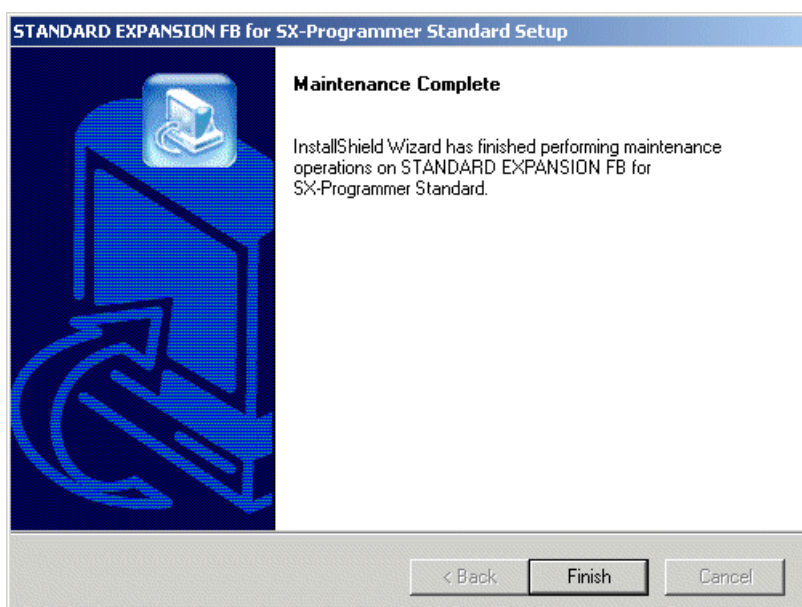 STANDARD EXPANSION FB for SX-Programmer Standard Setup
Maintenance Complete
InstallShield Wizard has finished performing maintenance
operations on STANDARD EXPANSION FB for
SX-Programmer Standard.
< Back
Finish
Cancel